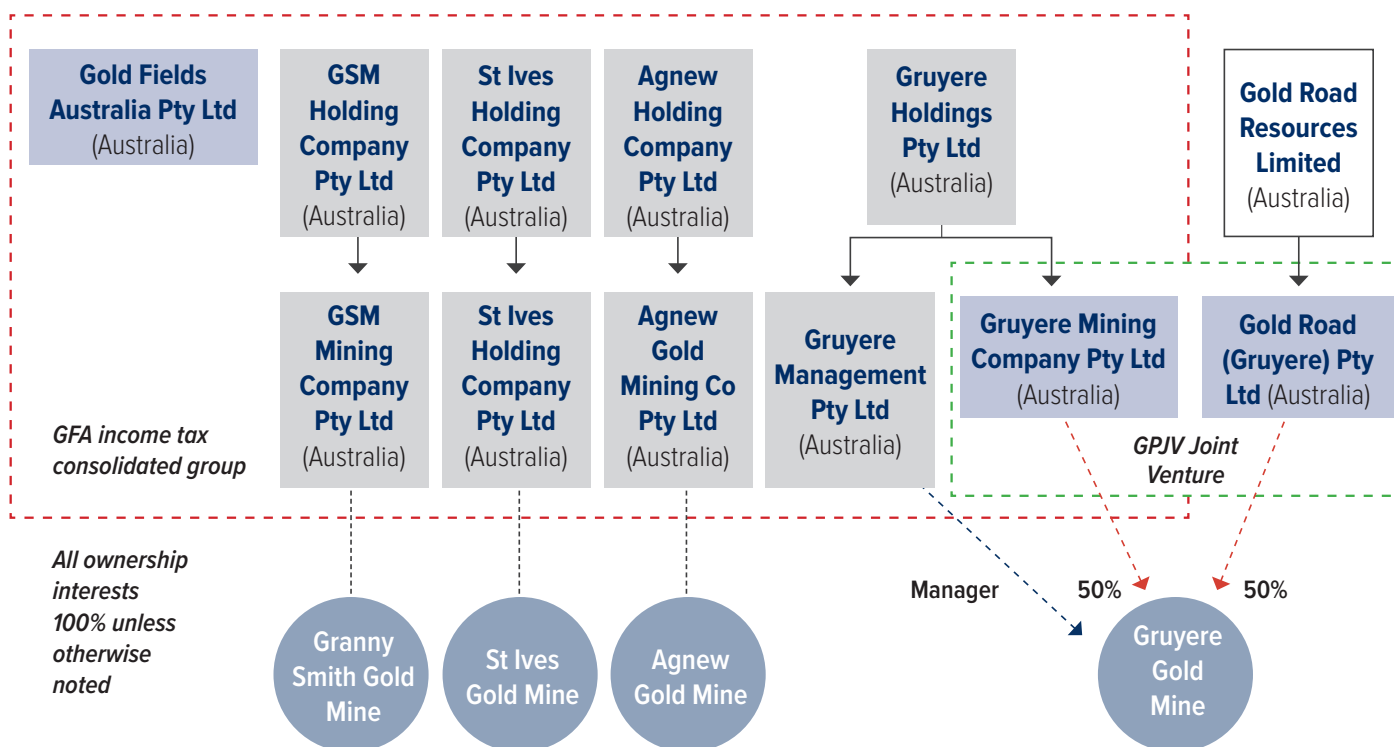 Gold Fields
Australia Pty Ltd
(Australia)
GSM
Holding
Company
Pty Ltd
(Australia)
St Ives
Holding
Company
Pty Ltd
(Australia)
Agnew
Holding
Company
Pty Ltd
(Australia)
Gruyere
Holdings
Pty Ltd
(Australia)
Gold Road
Resources
Limited
(Australia)
GSM
Mining
Company
Pty Ltd
(Australia)
St Ives
Holding
Company
Pty Ltd
(Australia)
Agnew
Gold
Mining Co
Pty Ltd
(Australia)
Gruyere
Management
Pty Ltd
(Australia)
Gruyere Mining
Company Pty Ltd
(Australia)
Gold Road
(Gruyere) Pty
Ltd (Australia)
GFA income tax
consolidated group
GPJV Joint
Venture
All ownership
interests
100% unless
otherwise
noted
Manager
50%
50%
Granny
Smith Gold
Mine
St Ives
Gold Mine
Agnew
Gold Mine
Gruyere
Gold
Mine